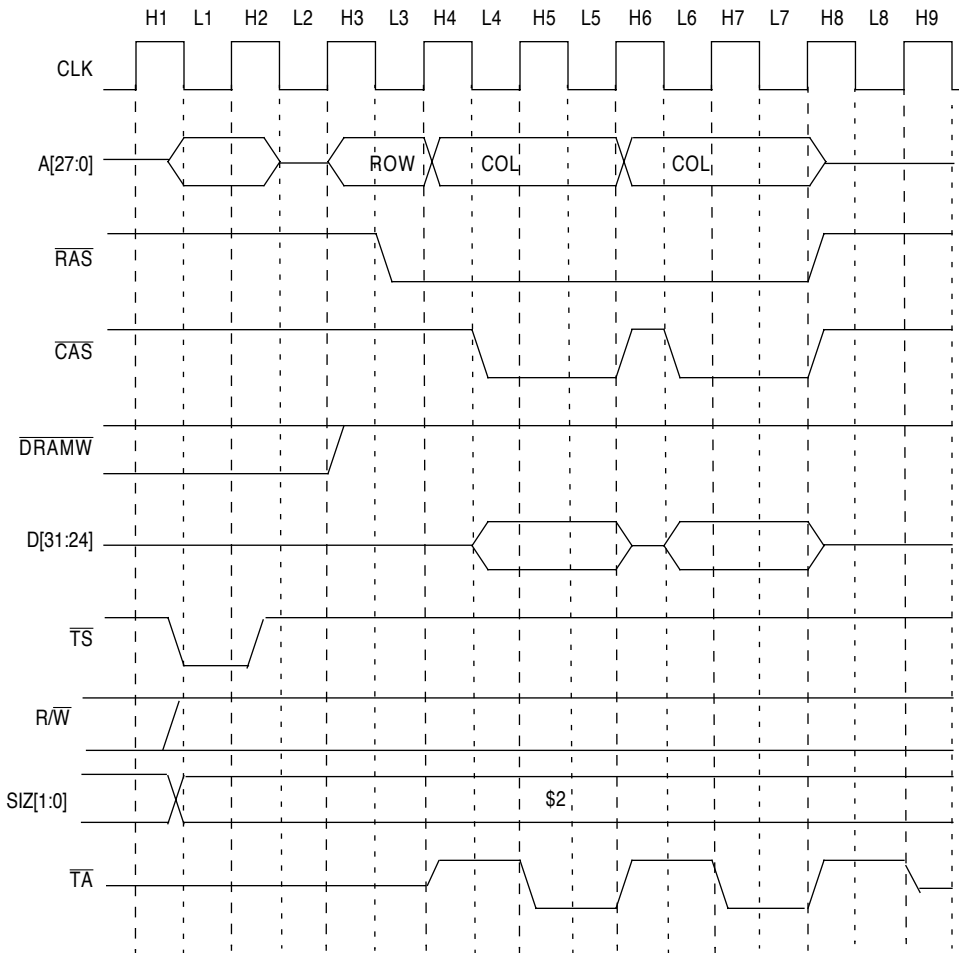 H1 L1 H2 L2 H3 L3 H4 L4 H5 L5 H6 L6 H7 L7 H8 L8 H9
CLK
A[27:0] ROW COL COL
RAS
CAS
DRAMW
D[31:24]
TS
R/W
SIZ[1:0] $2
TA